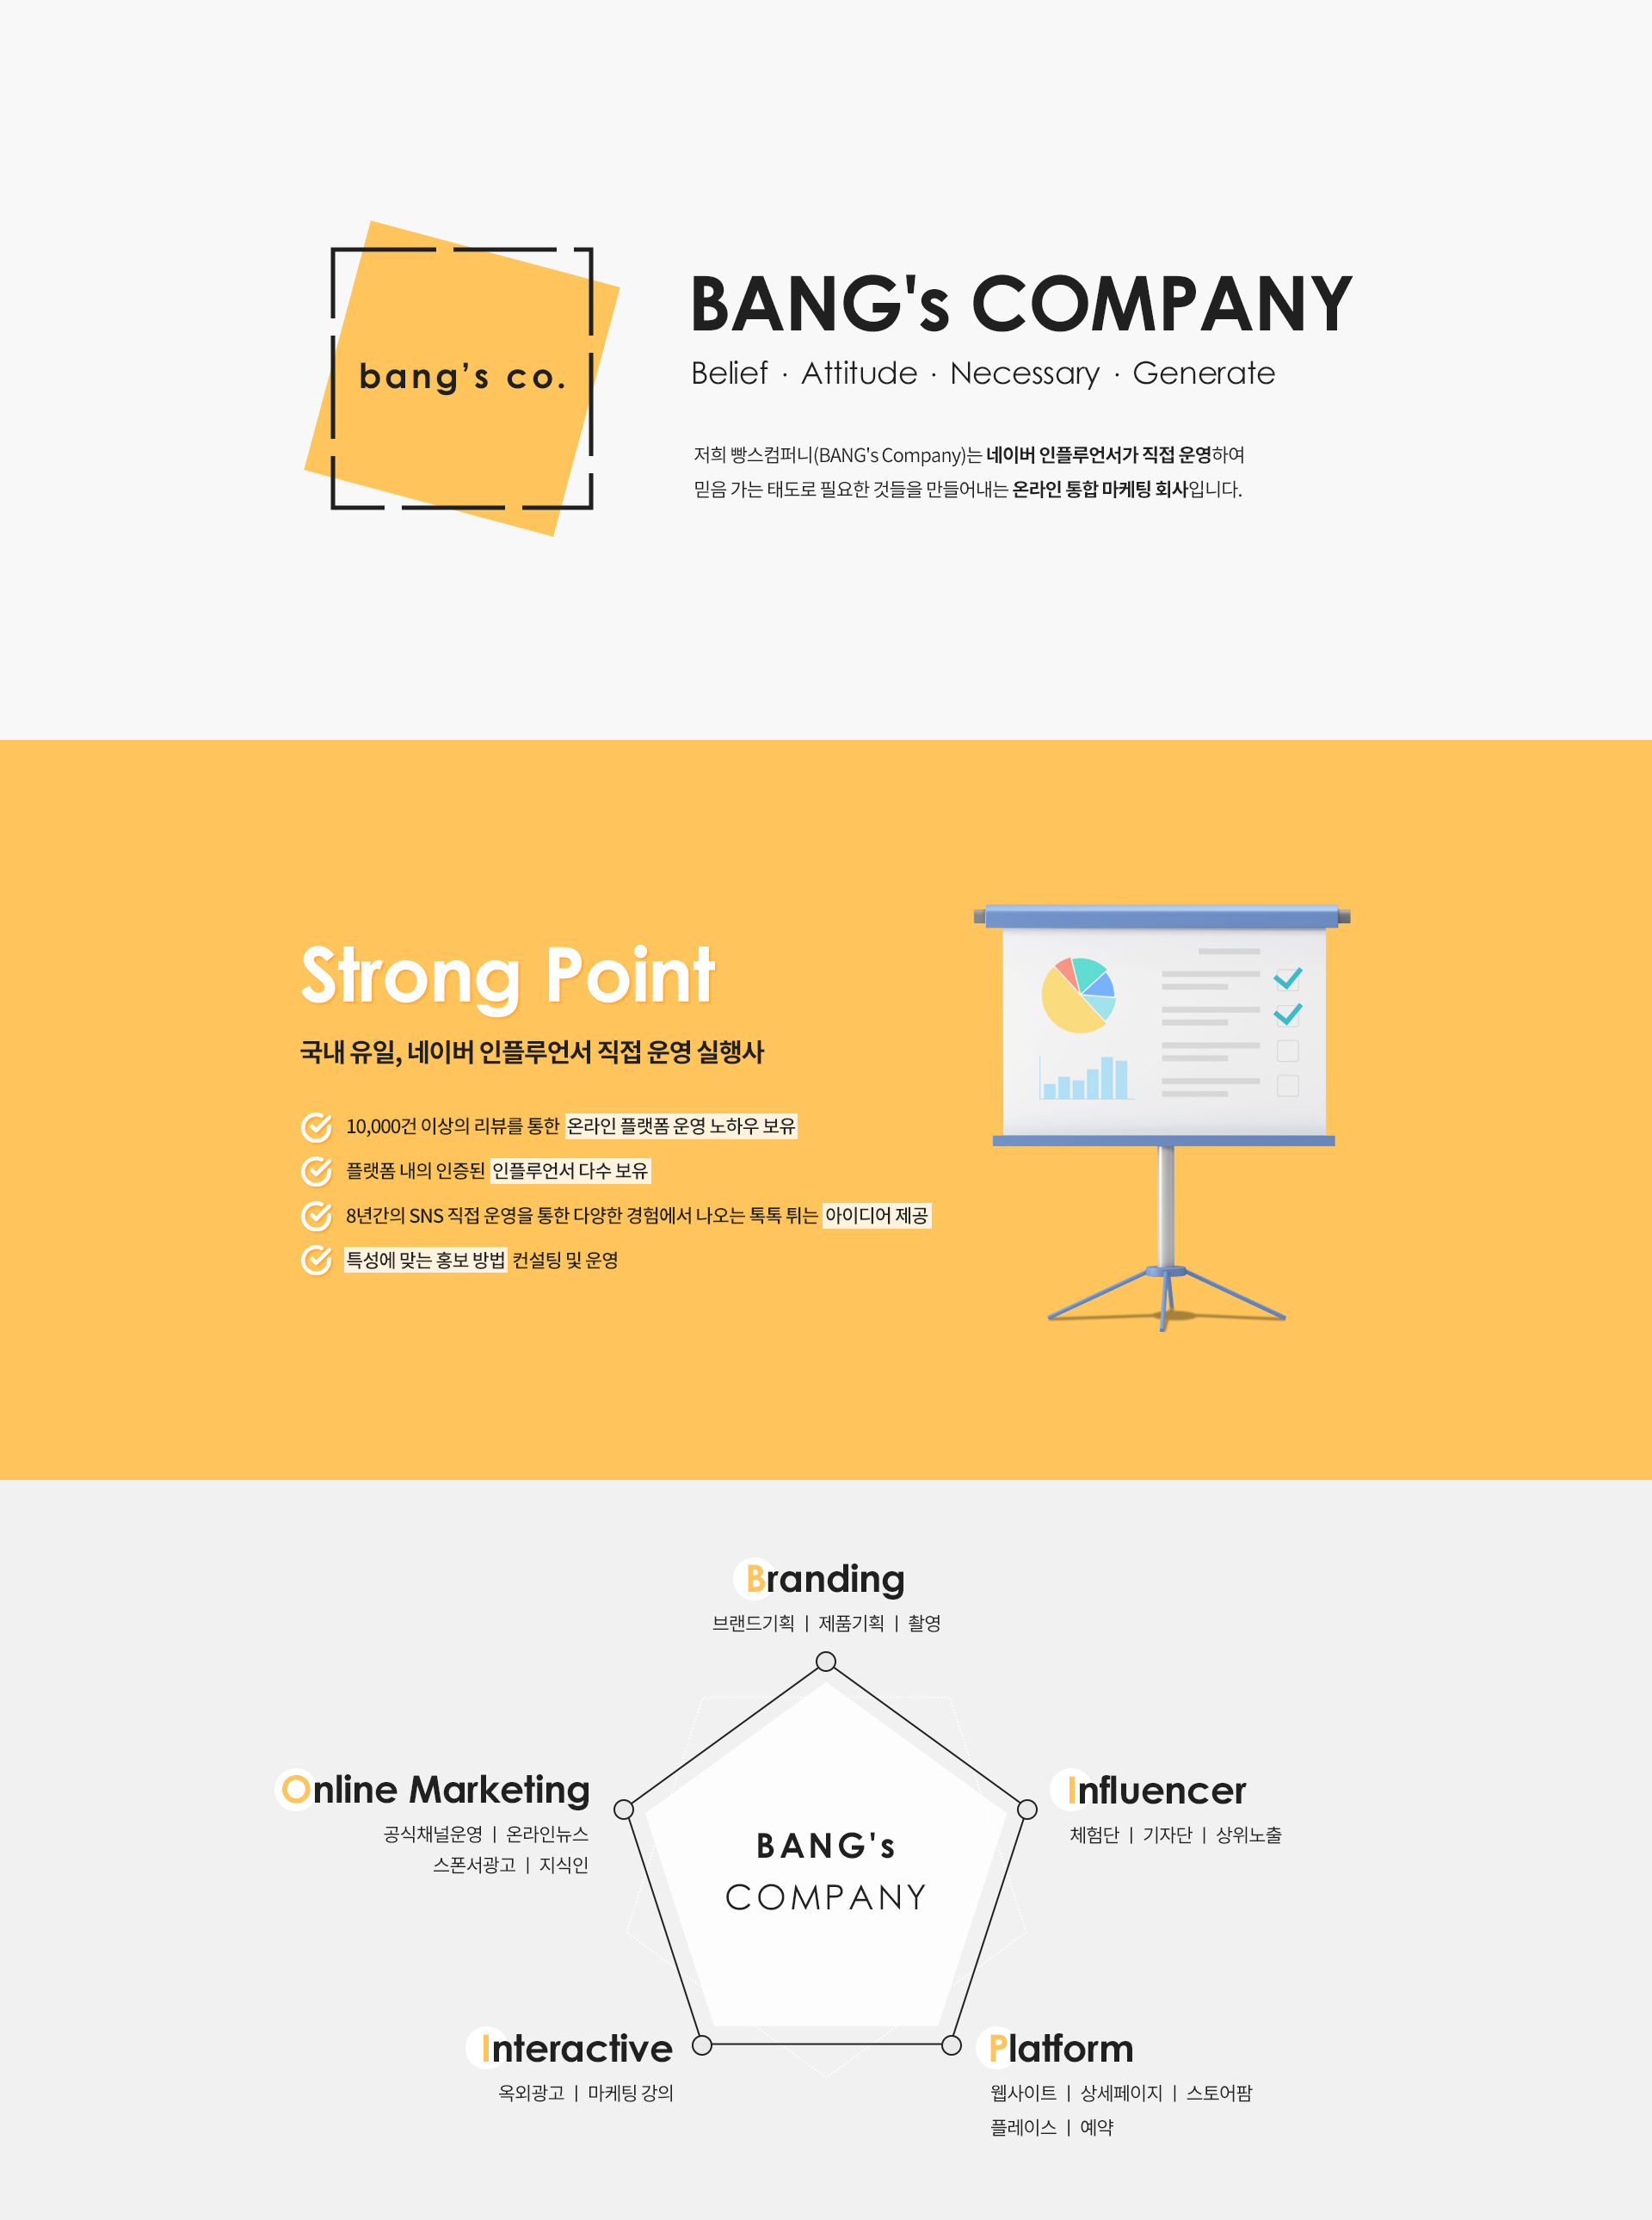 bang's co.
BANG's COMPANY
Belief · Attitude · Necessary · Generate
저희 빵스컴퍼니(BANG's Company)는 네이버 인플루언서가 직접 운영하여
믿음 가는 태도로 필요한 것들을 만들어내는 온라인 통합 마케팅 회사입니다.
Strong Point
국내 유일, 네이버 인플루언서 직접 운영 실행사
10,000건 이상의 리뷰를 통한 온라인 플랫폼 운영 노하우 보유
플랫폼 내의 인증된 인플루언서 다수 보유
8년간의 SNS 직접 운영을 통한 다양한 경험에서 나오는 톡톡 튀는 아이디어 제공
특성에 맞는 홍보 방법 컨설팅 및 운영
Branding
브랜드기획 | 제품기획 | 촬영
Online Marketing
공식채널운영 | 온라인뉴스
스폰서광고 | 지식인
Influencer
체험단 | 기자단 | 상위노출
BANG's
COMPANY
Interactive
옥외광고 | 마케팅 강의
Platform
웹사이트 | 상세페이지 | 스토어팜
플레이스 | 예약